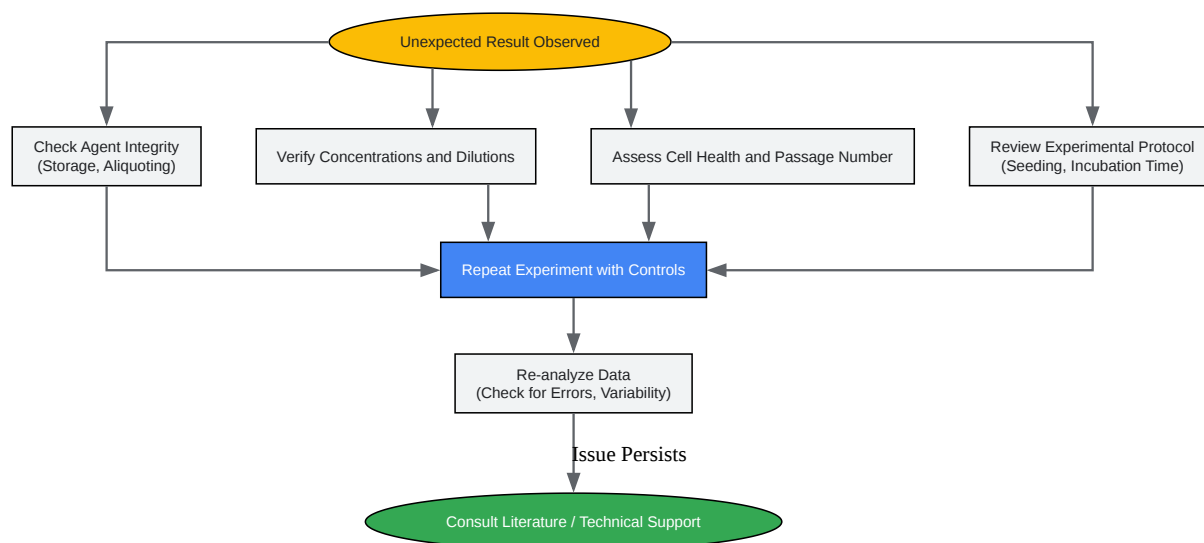 Unexpected Result Observed
Check Agent Integrity
(Storage, Aliquoting)
Verify Concentrations and Dilutions
Assess Cell Health and Passage Number
Review Experimental Protocol
(Seeding, Incubation Time)
Repeat Experiment with Controls
Re-analyze Data
(Check for Errors, Variability)
Issue Persists
Consult Literature / Technical Support